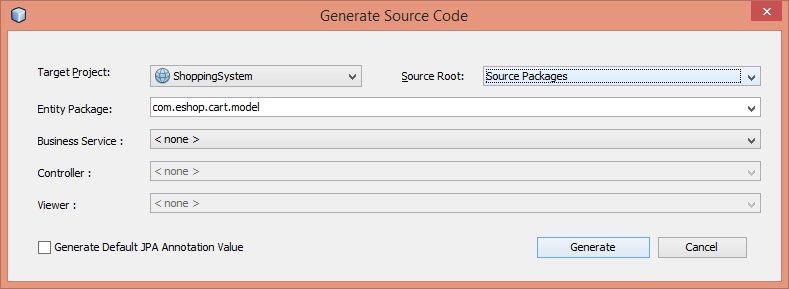 Generate Source Code
Target Project: ShoppingSystem Source Root: Source Packages
Entity Package: com.eshop.cart.model
Business Service : < none >
Controller : < none >
Viewer : < none >
Generate Default JPA Annotation Value Generate Cancel